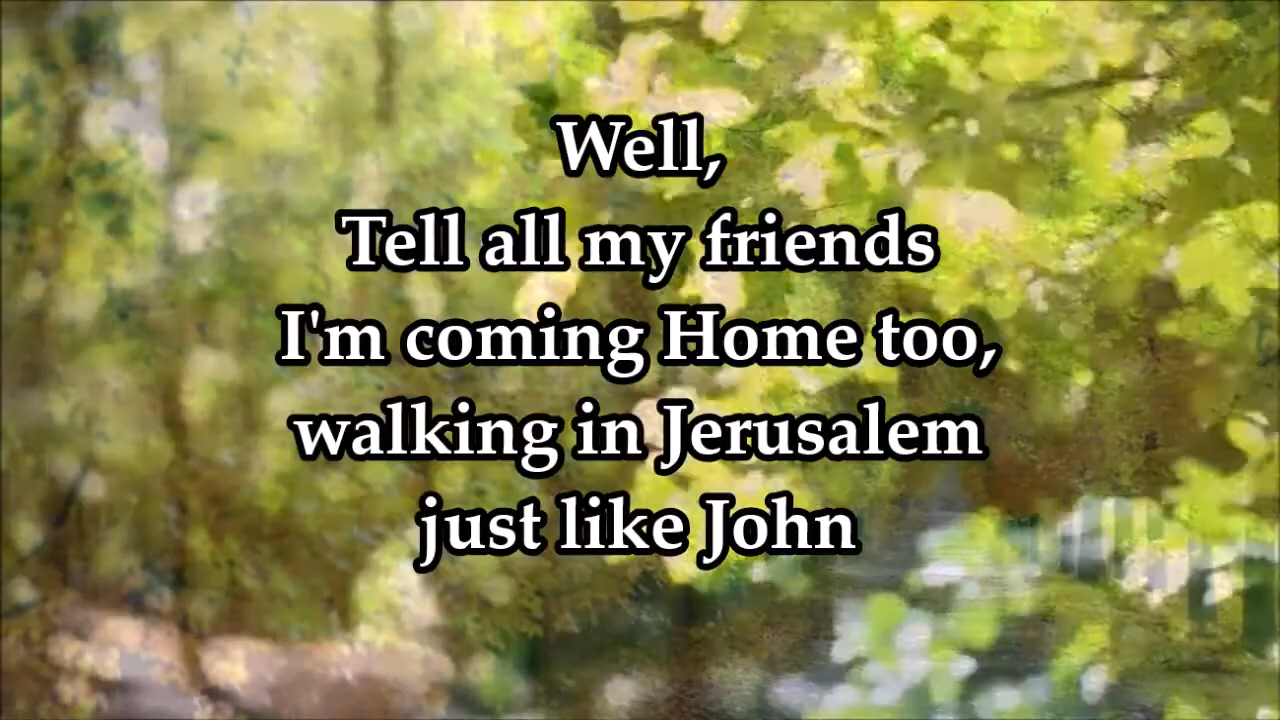 Well,
Tell all my friends
I'm coming Home too,
walking in Jerusalem
just like John